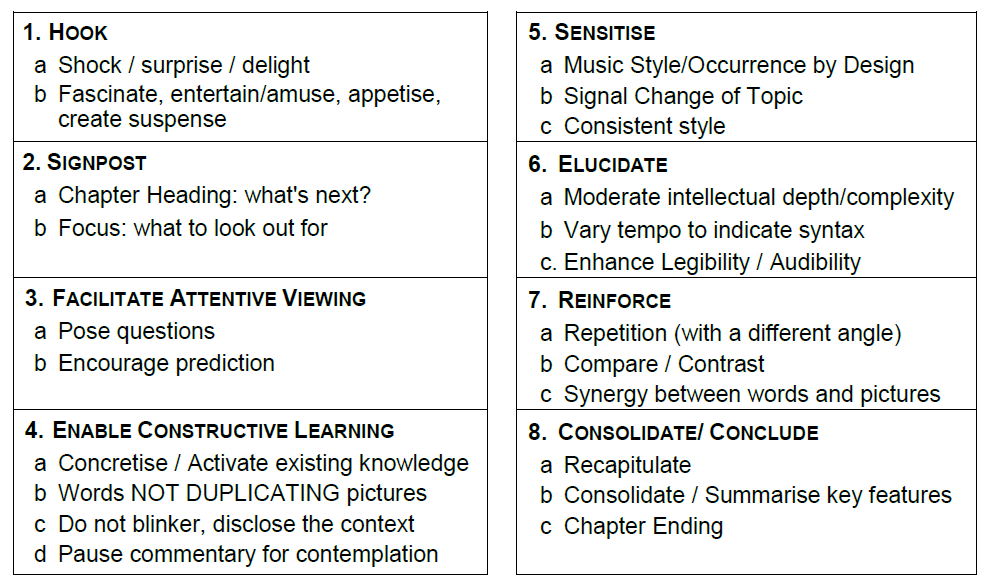 1. HOOK
a Shock / surprise / delight
b Fascinate, entertain/amuse, appetise,
create suspense
2. SIGNPOST
a Chapter Heading: what's next?
b Focus: what to look out for
3. FACILITATE ATTENTIVE VIEWING
a Pose questions
b Encourage prediction
4. ENABLE CONSTRUCTIVE LEARNING
a Concretise / Activate existing knowledge
b Words NOT DUPLICATING pictures
c Do not blinker, disclose the context
d Pause commentary for contemplation
5. SENSITISE
a Music Style/Occurrence by Design
b Signal Change of Topic
c Consistent style
6. ELUCIDATE
a Moderate intellectual depth/complexity
b Vary tempo to indicate syntax
c. Enhance Legibility / Audibility
7. REINFORCE
a Repetition (with a different angle)
b Compare / Contrast
c Synergy between words and pictures
8. CONSOLIDATE/ CONCLUDE
a Recapitulate
b Consolidate / Summarise key features
c Chapter Ending